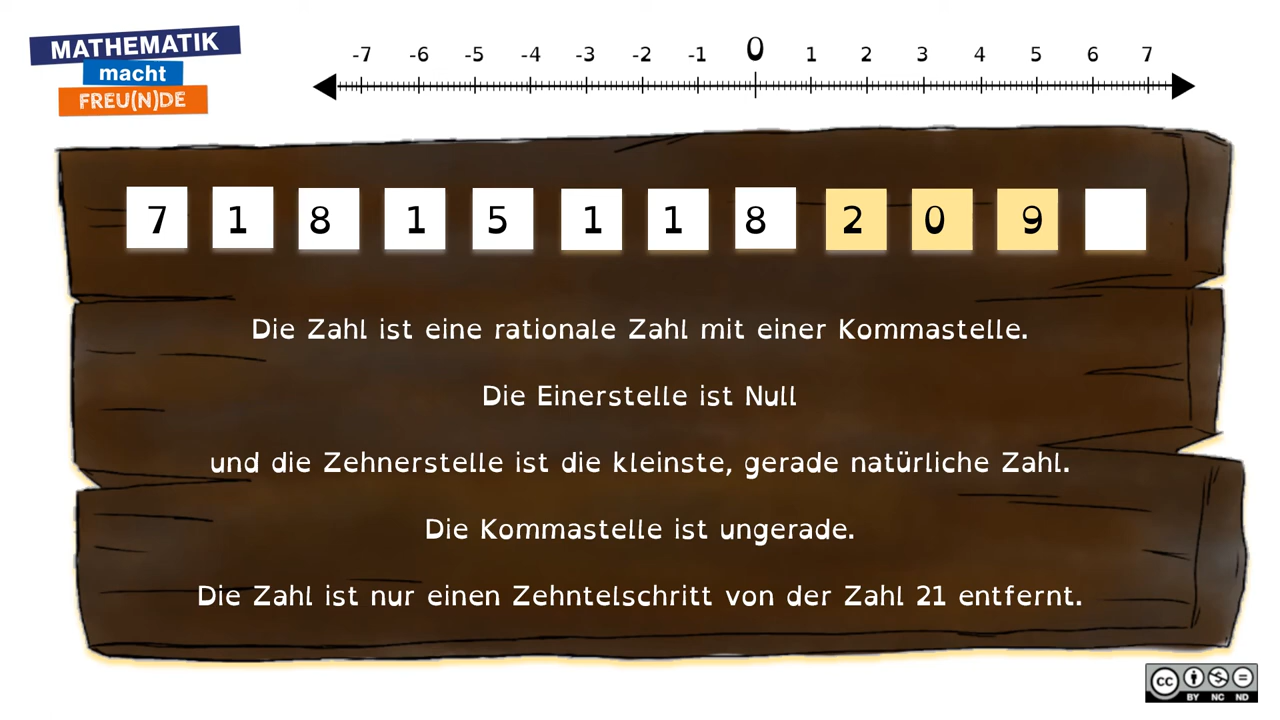 MATHEMATIK
macht
FREU(N)DE
-7 -6 -5 -4 -3 -2 -1 0 1 2 3 4 5 6 7
7 1 8 1 5 1 1 8 2 0 9
Die Zahl ist eine rationale Zahl mit einer Kommastelle.
Die Einerstelle ist Null
und die Zehnerstelle ist die kleinste, gerade natürliche Zahl.
Die Kommastelle ist ungerade.
Die Zahl ist nur einen Zehntelschritt von der Zahl 21 entfernt.
cc
BY NC ND